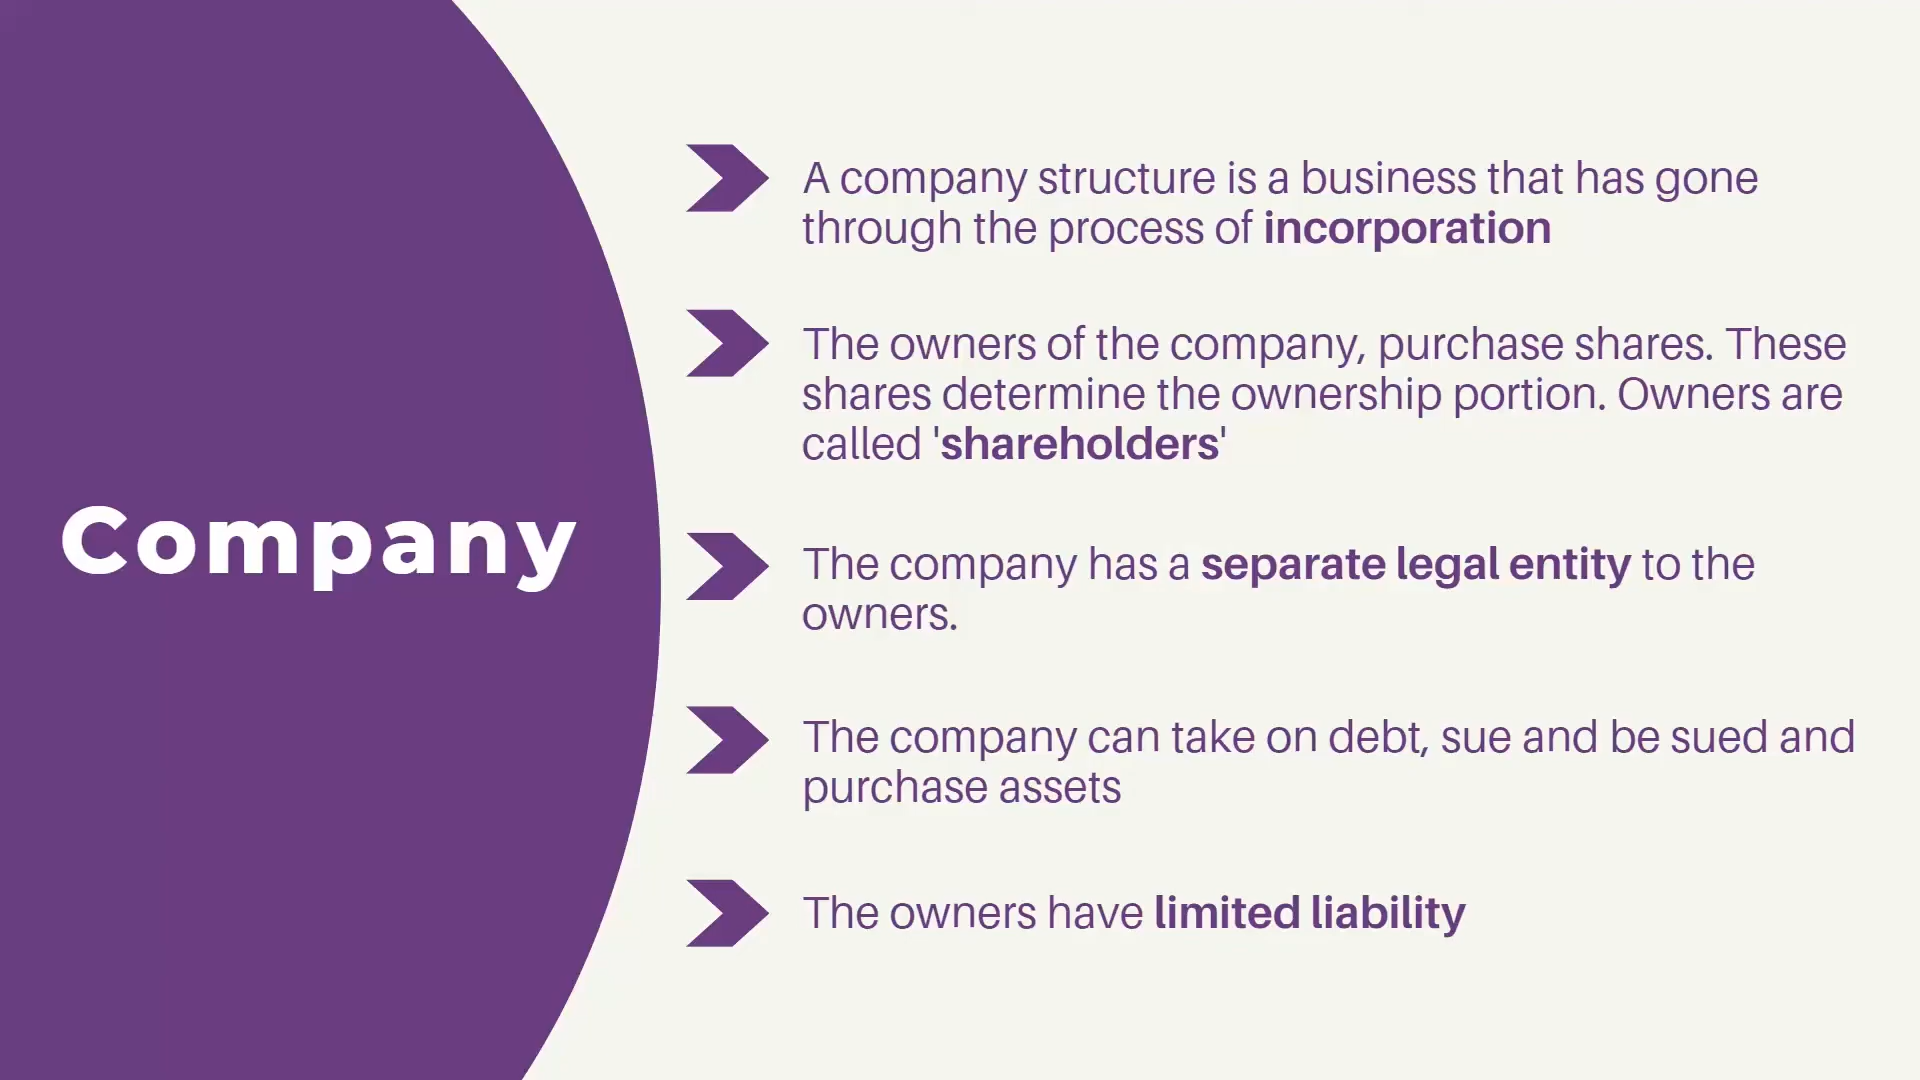 Company
A company structure is a business that has gone
through the process of incorporation
The owners of the company, purchase shares. These
shares determine the ownership portion. Owners are
called 'shareholders'
The company has a separate legal entity to the
owners.
The company can take on debt, sue and be sued and
purchase assets
The owners have limited liability